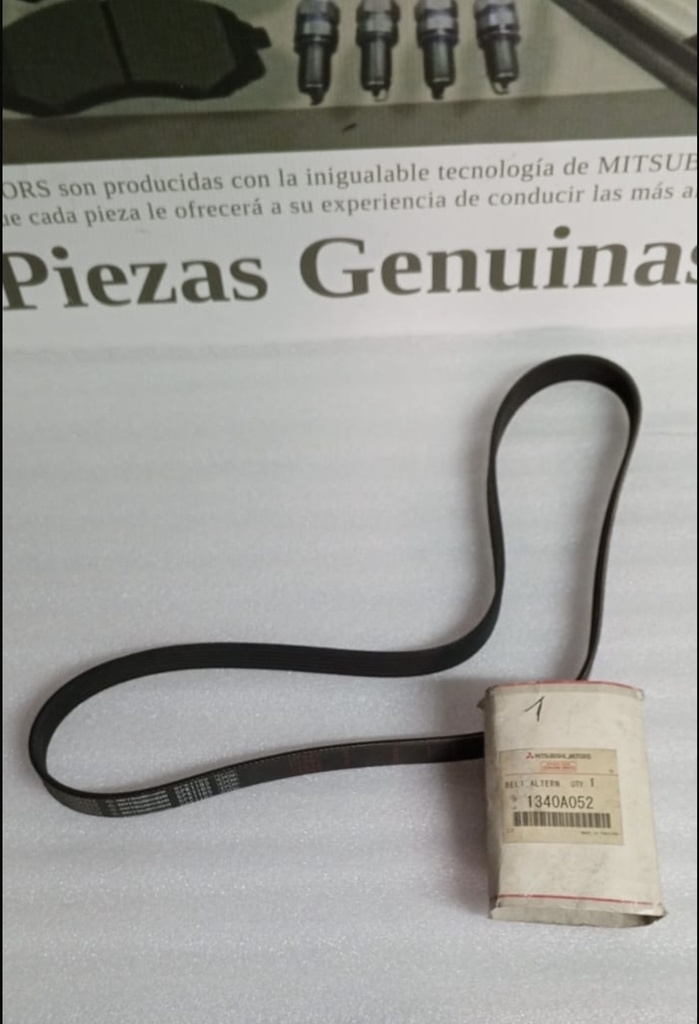 ORS son producidas con la inigualable tecnología de MITSUB
ue cada pieza le ofrecerá a su experiencia de conducir las más a
Piezas Genuinas
1
MITSUBISHI MOTORS
BELT, ALTERN QTY 1
1340A052